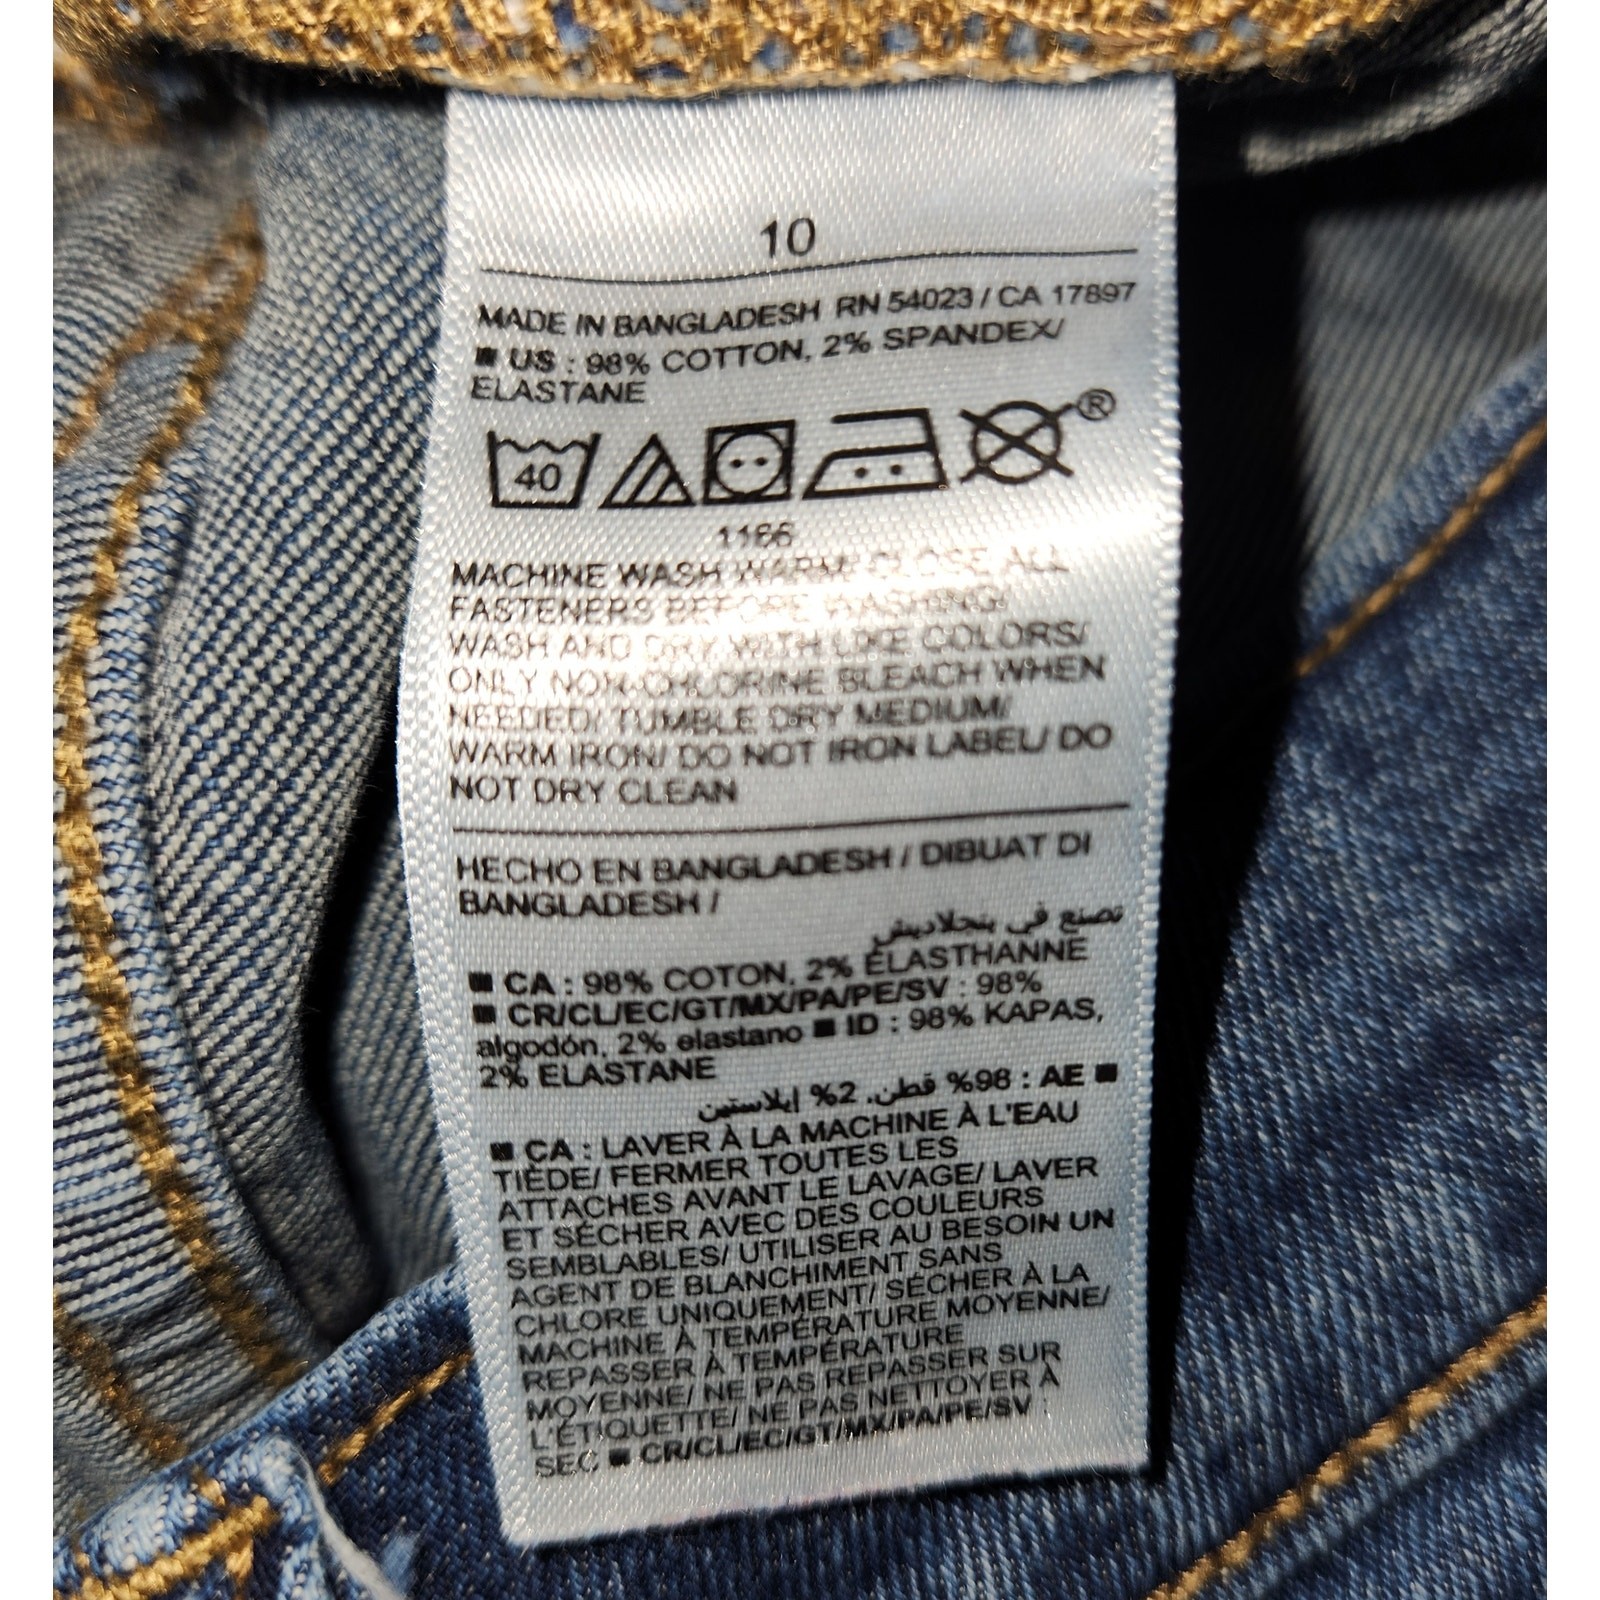 10
MADE IN BANGLADESH RN 54023 / CA 17897
■ US : 98% COTTON, 2% SPANDEX/
ELASTANE
40
®
1166
MACHINE WASH WARM/ CLOSE ALL
FASTENERS BEFORE WASHING/
WASH AND DRY WITH LIKE COLORS/
ONLY NON-CHLORINE BLEACH WHEN
NEEDED/ TUMBLE DRY MEDIUM/
WARM IRON/ DO NOT IRON LABEL/ DO
NOT DRY CLEAN
HECHO EN BANGLADESH / DIBUAT DI
BANGLADESH /
تصنع في بنجلاديش
■ CA : 98% COTON, 2% ÉLASTHANNE
■ CR/CL/EC/GT/MX/PA/PE/SV : 98%
algodón, 2% elastano ■ ID : 98% KAPAS,
2% ELASTANE
■ AE : 98% قطن, 2% إيلاستين
■ CA : LAVER À LA MACHINE À L'EAU
TIÈDE/ FERMER TOUTES LES
ATTACHES AVANT LE LAVAGE/ LAVER
ET SÉCHER AVEC DES COULEURS
SEMBLABLES/ UTILISER AU BESOIN UN
AGENT DE BLANCHIMENT SANS
CHLORE UNIQUEMENT/ SÉCHER À LA
MACHINE À TEMPÉRATURE MOYENNE/
REPASSER À TEMPÉRATURE
MOYENNE/ NE PAS REPASSER SUR
L'ÉTIQUETTE/ NE PAS NETTOYER À
SEC ■ CR/CL/EC/GT/MX/PA/PE/SV :